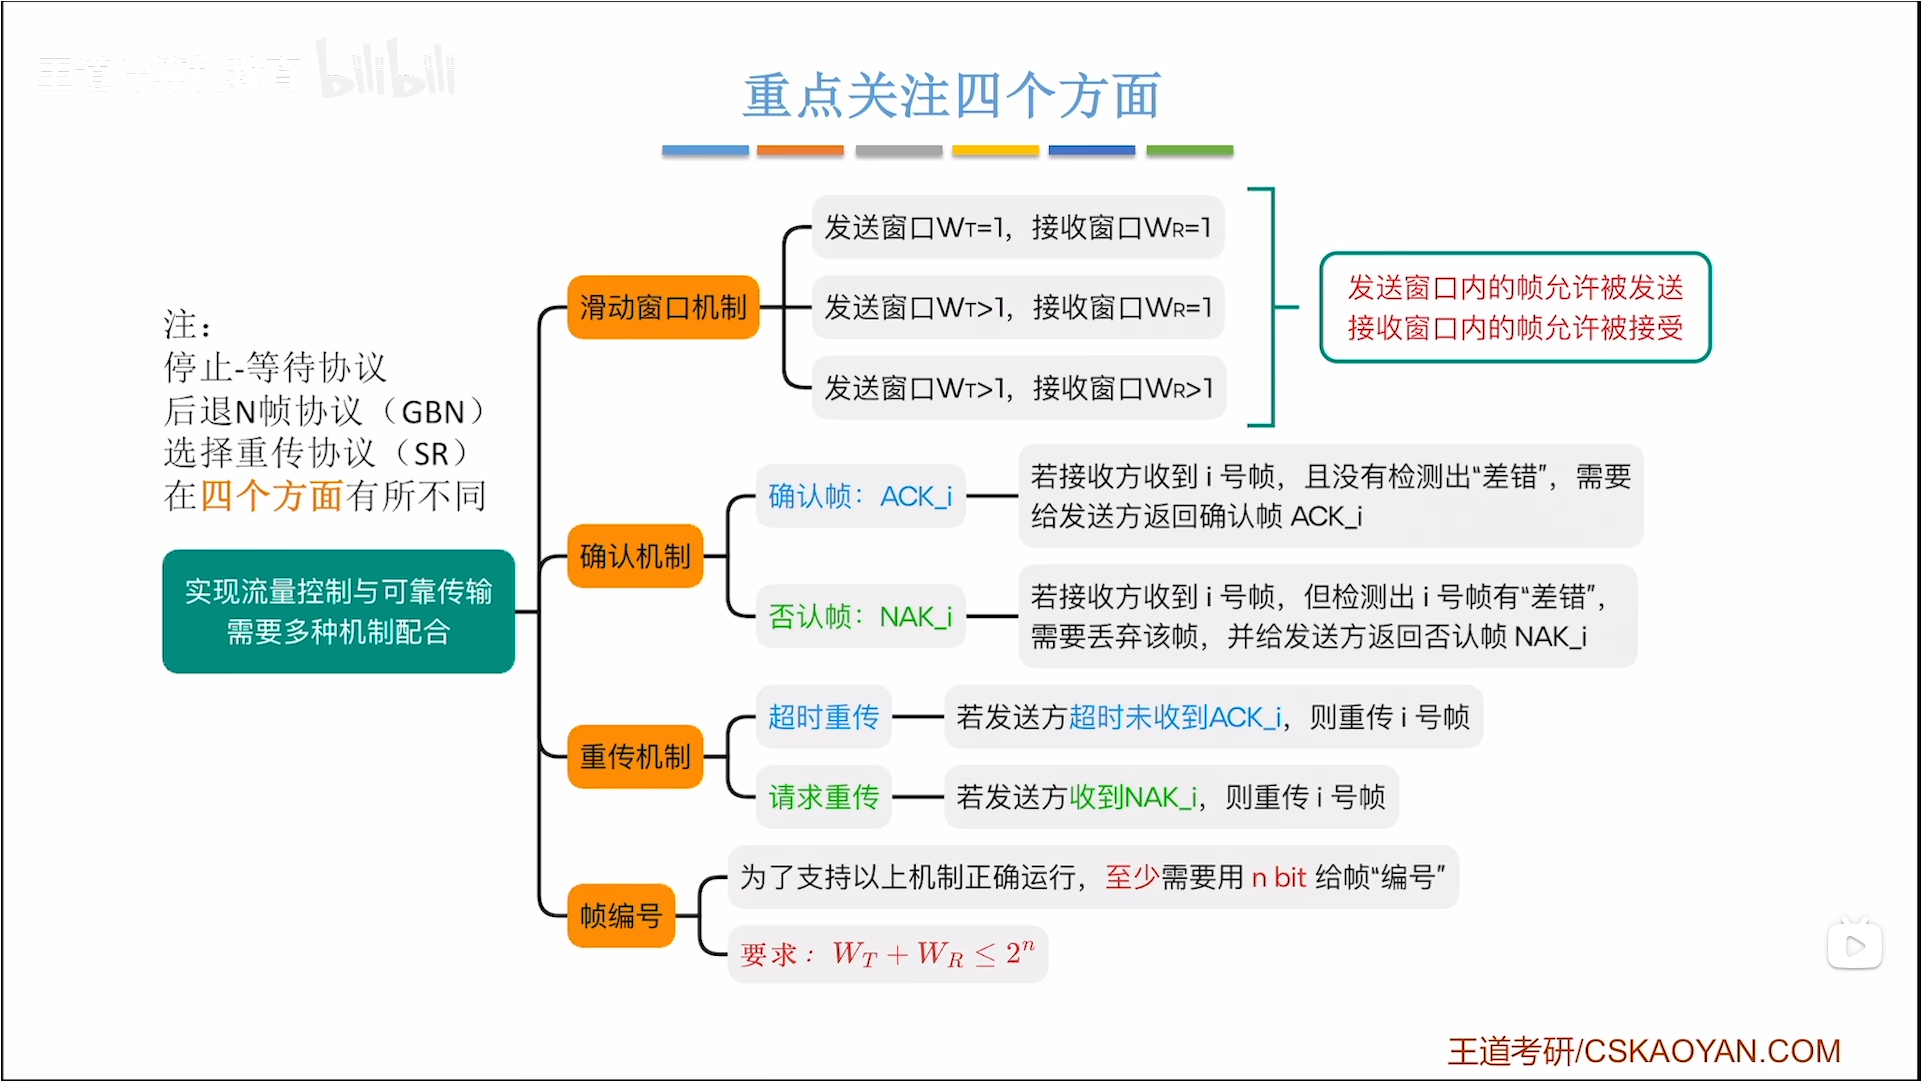 王道计算机教育 bilibili
重点关注四个方面
注：
停止-等待协议
后退N帧协议（GBN）
选择重传协议（SR）
在四个方面有所不同
实现流量控制与可靠传输
需要多种机制配合
滑动窗口机制
发送窗口WT=1，接收窗口WR=1
发送窗口WT>1，接收窗口WR=1
发送窗口WT>1，接收窗口WR>1
发送窗口内的帧允许被发送
接收窗口内的帧允许被接受
确认机制
确认帧：ACK_i
若接收方收到 i 号帧，且没有检测出“差错”，需要
给发送方返回确认帧 ACK_i
否认帧：NAK_i
若接收方收到 i 号帧，但检测出 i 号帧有“差错”，
需要丢弃该帧，并给发送方返回否认帧 NAK_i
重传机制
超时重传
若发送方超时未收到ACK_i，则重传 i 号帧
请求重传
若发送方收到NAK_i，则重传 i 号帧
帧编号
为了支持以上机制正确运行，至少需要用 n bit 给帧“编号”
要求：W_T + W_R ≤ 2^n
王道考研/CSKAOYAN.COM